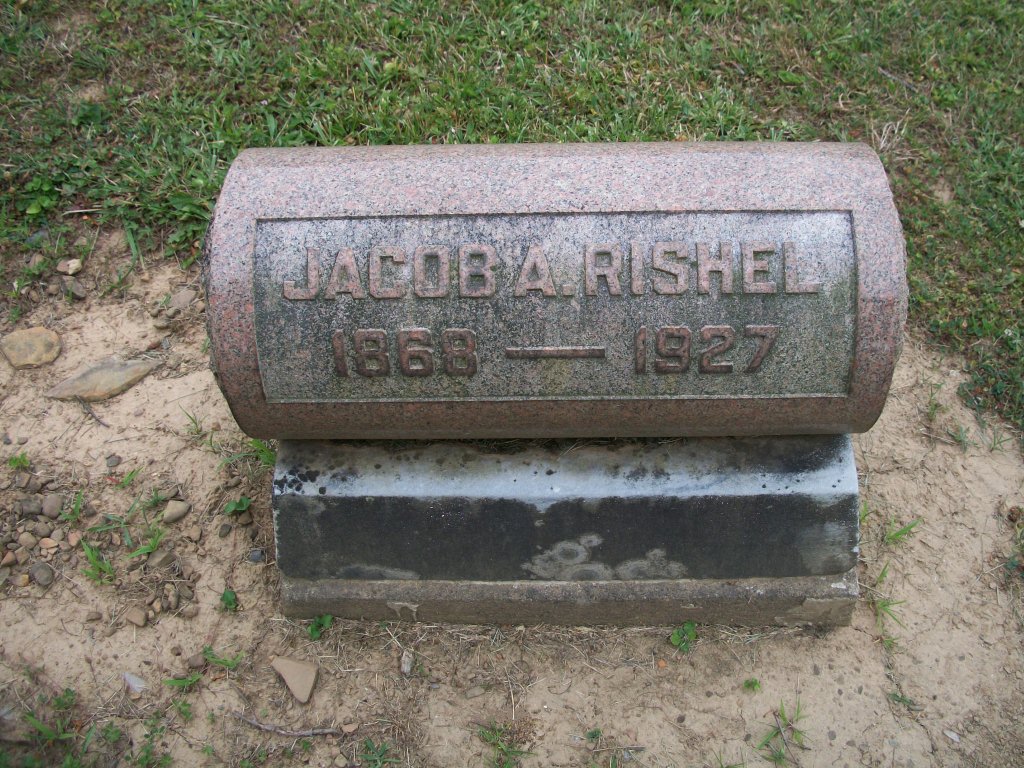 JACOB A. RISHEL
1868 — 1927